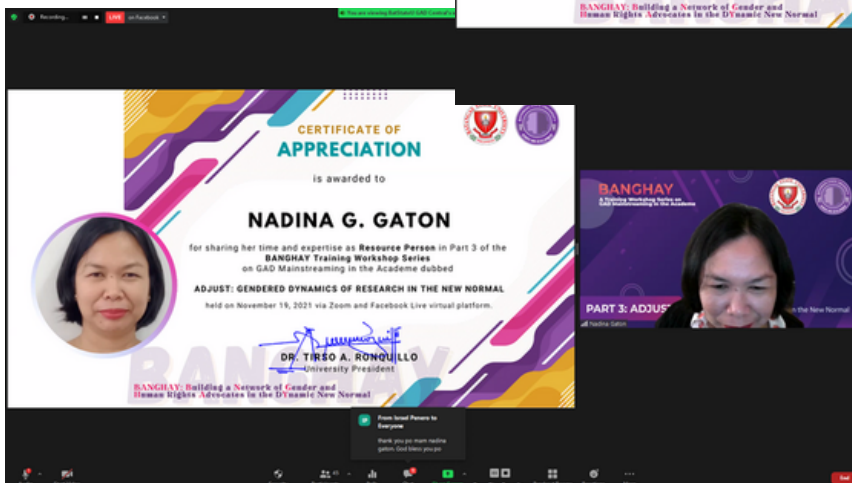 BANGHAY: Building a Network of Gender and
Human Rights Advocates in the DYnamic New Normal
Recording...
LIVE on Facebook
You are viewing BatStateU GAD Central's
CERTIFICATE OF
APPRECIATION
is awarded to
NADINA G. GATON
for sharing her time and expertise as Resource Person in Part 3 of the
BANGHAY Training Workshop Series
on GAD Mainstreaming in the Academe dubbed
ADJUST: GENDERED DYNAMICS OF RESEARCH IN THE NEW NORMAL
held on November 19, 2021 via Zoom and Facebook Live virtual platform.
DR. TIRSO A. RONQUILLO
University President
BANGHAY
BANGHAY: Building a Network of Gender and
Human Rights Advocates in the DYnamic New Normal
BANGHAY
A Training Workshop Series on
GAD Mainstreaming in the Academe
PART 3: ADJUS
n the New Normal
Nadina Gaton
From Israel Penero to
Everyone
thank you po mam nadina
gaton. God bless you po
End